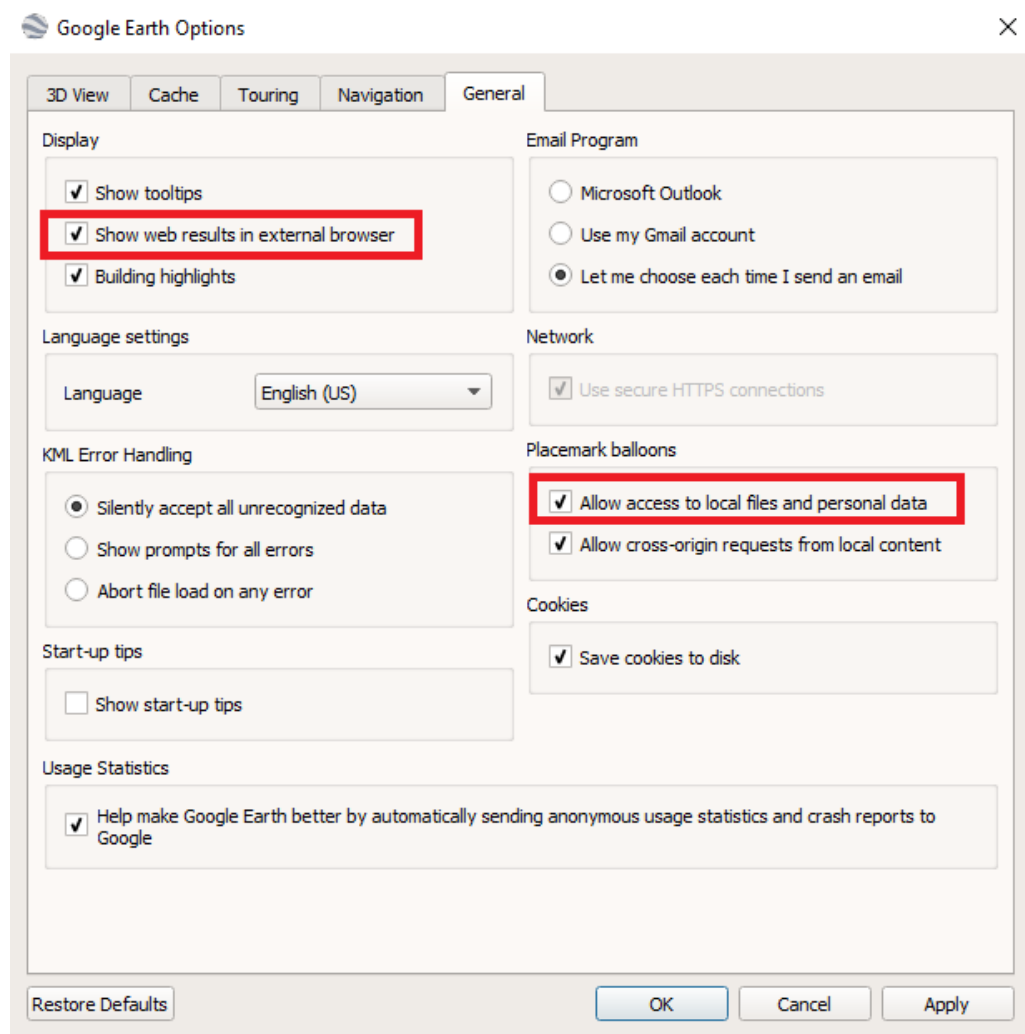 Google Earth Options
3D View
Cache
Touring
Navigation
General
Display
Show tooltips
Show web results in external browser
Building highlights
Language settings
Language
English (US)
KML Error Handling
Silently accept all unrecognized data
Show prompts for all errors
Abort file load on any error
Start-up tips
Show start-up tips
Email Program
Microsoft Outlook
Use my Gmail account
Let me choose each time I send an email
Network
Use secure HTTPS connections
Placemark balloons
Allow access to local files and personal data
Allow cross-origin requests from local content
Cookies
Save cookies to disk
Usage Statistics
Help make Google Earth better by automatically sending anonymous usage statistics and crash reports to
Google
Restore Defaults
OK
Cancel
Apply